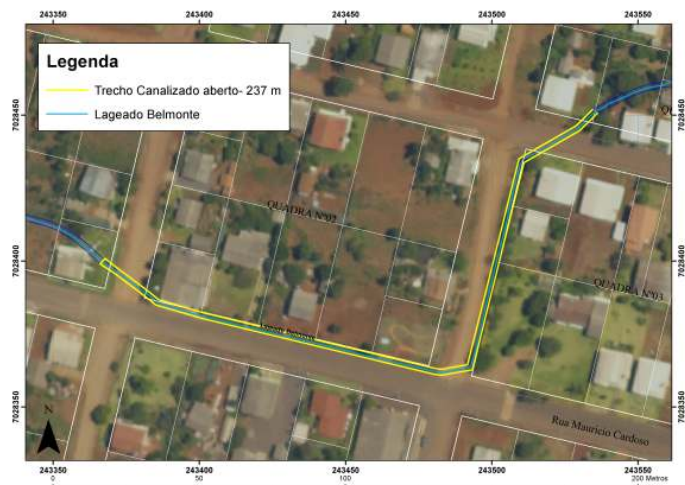 243350 243400 243450 243500 243550
Legenda
Trecho Canalizado aberto- 237 m
Lageado Belmonte
7028450 7028450
QUADRA Nº02
7028400 7028400
QUADRA Nº03
7028350 7028350
N
Rua Mauricio Cardoso
243350 243400 243450 243500 243550
0 50 100 200 Metros